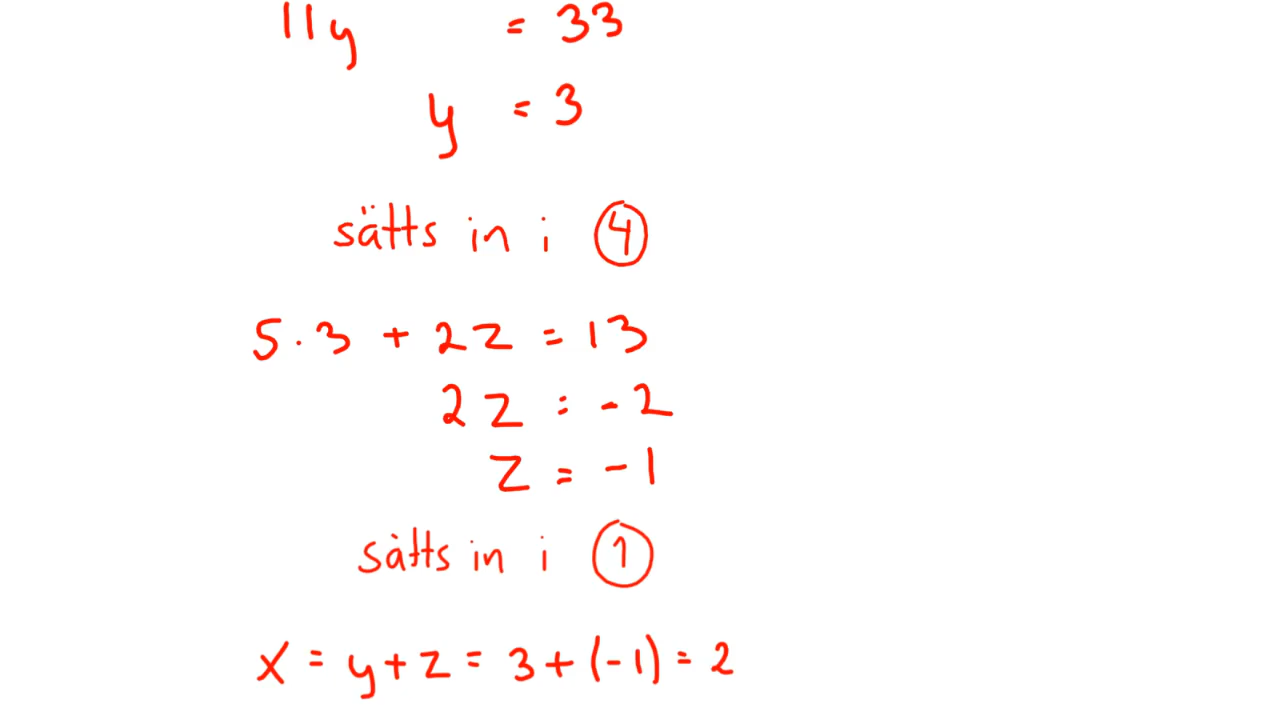 11y = 33
y = 3
sätts in i ④
5·3 + 2z = 13
2z = -2
z = -1
sätts in i ①
x = y+z = 3+(-1) = 2